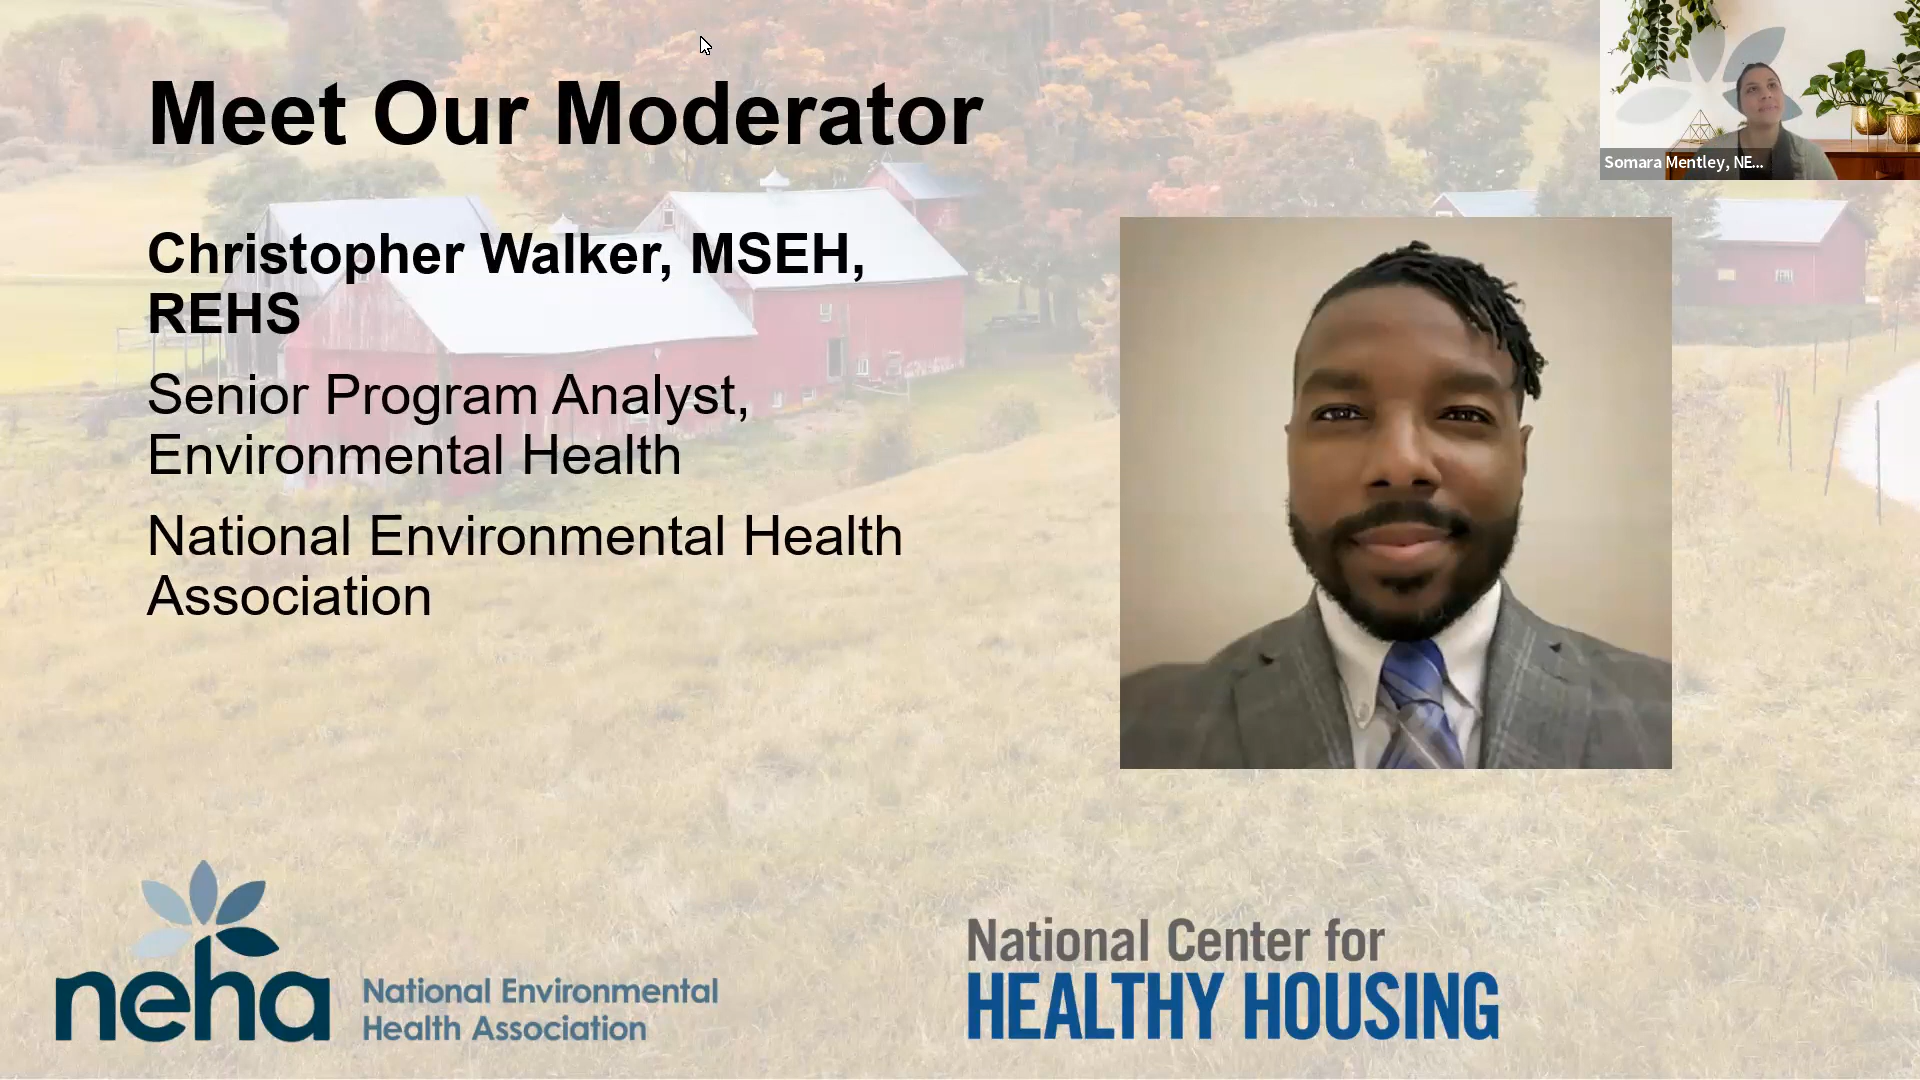 Meet Our Moderator
Somara Mentley, NE...
Christopher Walker, MSEH,
REHS
Senior Program Analyst,
Environmental Health
National Environmental Health
Association
neha
National Environmental
Health Association
National Center for
HEALTHY HOUSING